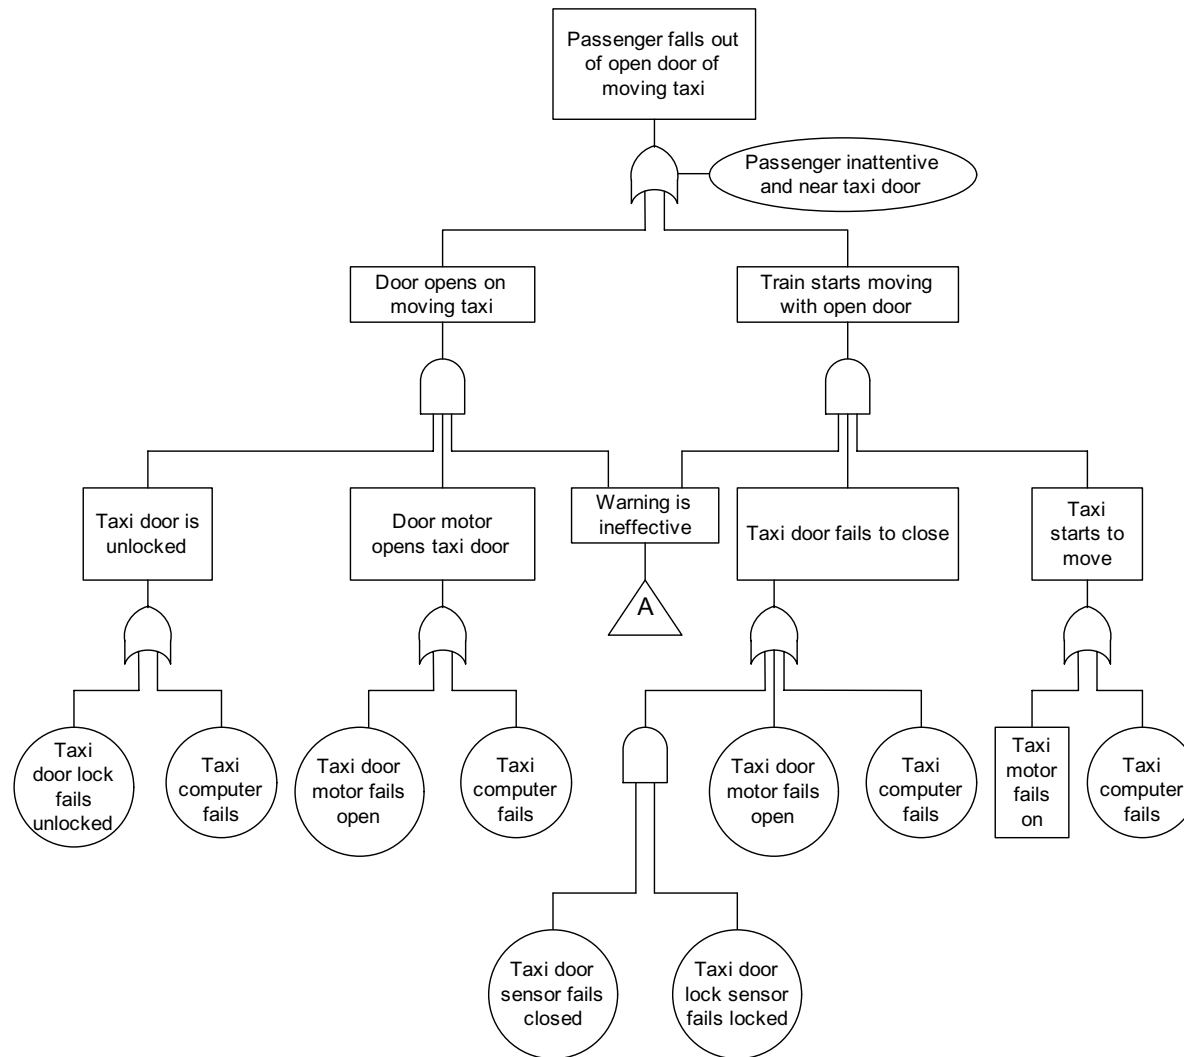 Passenger falls out
of open door of
moving taxi
Passenger inattentive
and near taxi door
Door opens on
moving taxi
Train starts moving
with open door
Taxi door is
unlocked
Door motor
opens taxi door
Warning is
ineffective
Taxi door fails to close
Taxi
starts to
move
A
Taxi
door lock
fails
unlocked
Taxi
computer
fails
Taxi door
motor fails
open
Taxi
computer
fails
Taxi door
motor fails
open
Taxi
computer
fails
Taxi
motor
fails
on
Taxi
computer
fails
Taxi door
sensor fails
closed
Taxi door
lock sensor
fails locked